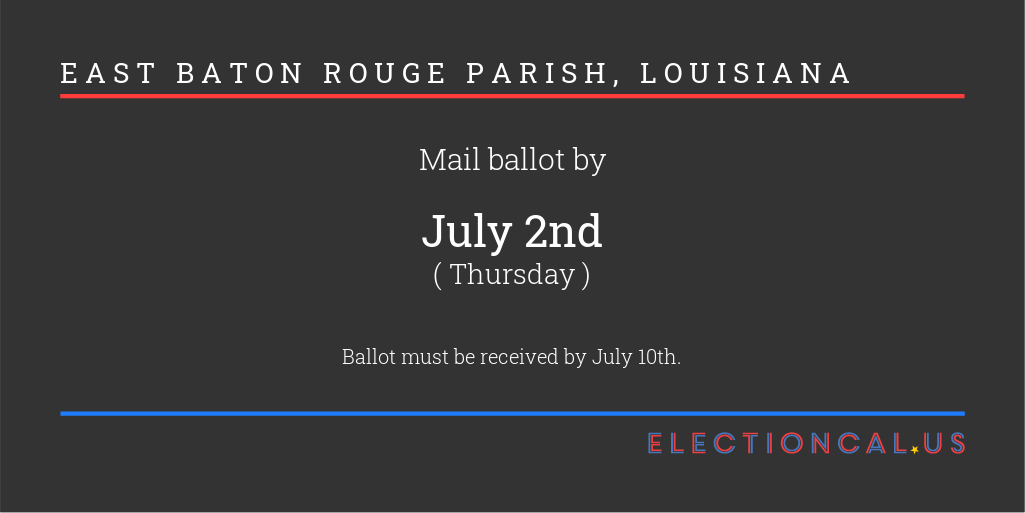 EAST BATON ROUGE PARISH, LOUISIANA
Mail ballot by
July 2nd
( Thursday )
Ballot must be received by July 10th.
ELECTIONCAL.US